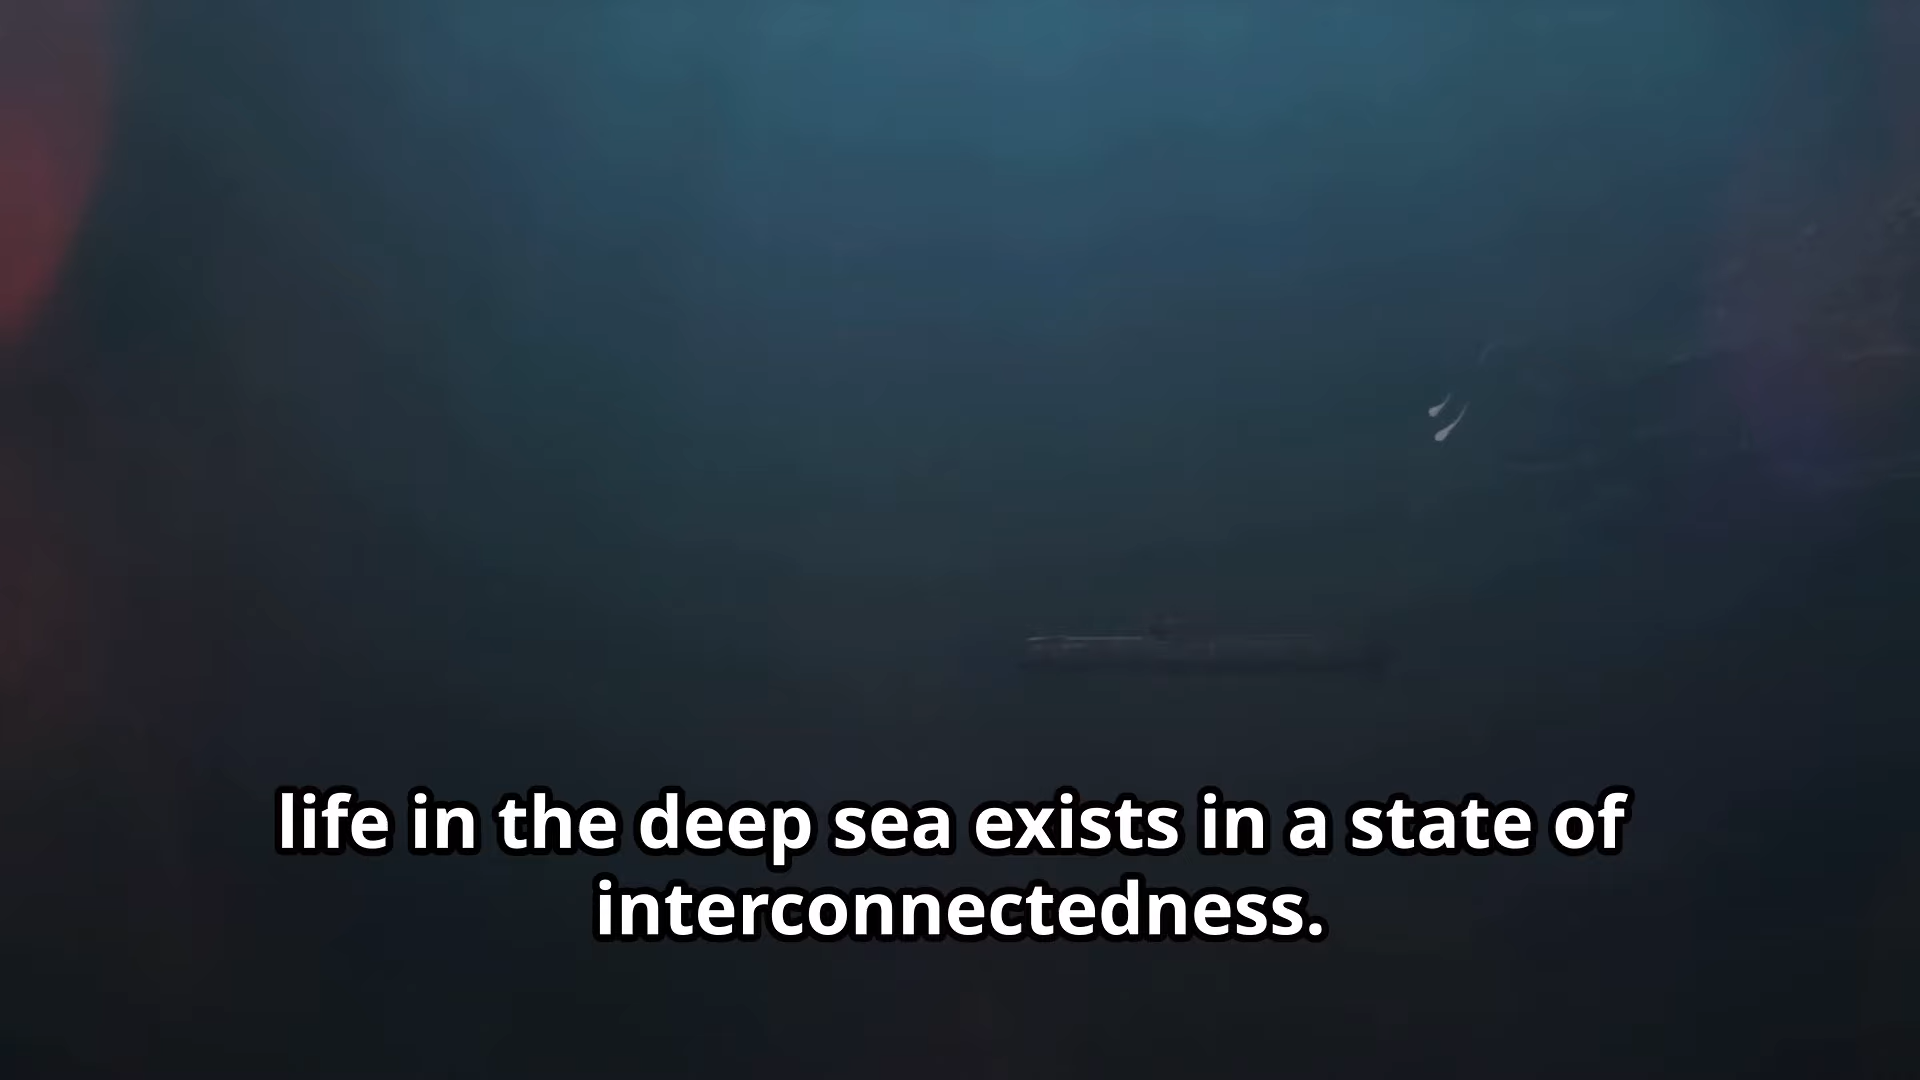 life in the deep sea exists in a state of
interconnectedness.